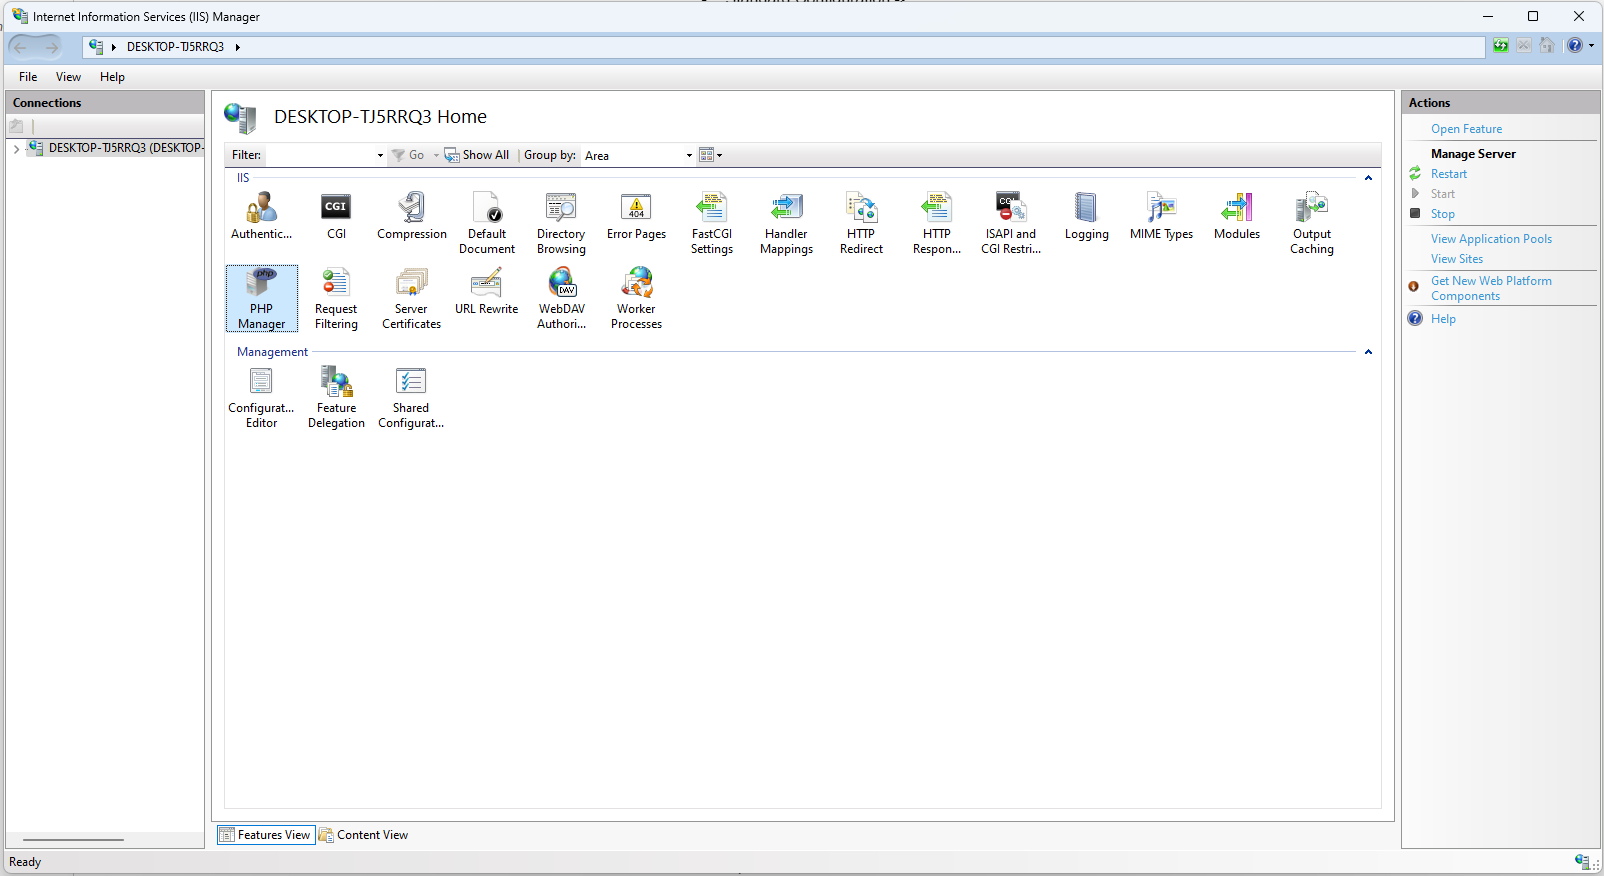 Internet Information Services (IIS) Manager
DESKTOP-TJ5RRQ3
File View Help
Connections
DESKTOP-TJ5RRQ3 (DESKTOP-
DESKTOP-TJ5RRQ3 Home
Filter: Go Show All Group by: Area
IIS
Authentic...
CGI
CGI
Compression
Default
Document
Directory
Browsing
404
Error Pages
FastCGI
Settings
Handler
Mappings
HTTP
Redirect
HTTP
Respon...
ISAPI and
CGI Restri...
Logging
MIME Types
Modules
Output
Caching
php
PHP
Manager
Request
Filtering
Server
Certificates
URL Rewrite
DAV
WebDAV
Authori...
Worker
Processes
Management
Configurat...
Editor
Feature
Delegation
Shared
Configurat...
Features View Content View
Ready
Actions
Open Feature
Manage Server
Restart
Start
Stop
View Application Pools
View Sites
Get New Web Platform
Components
Help